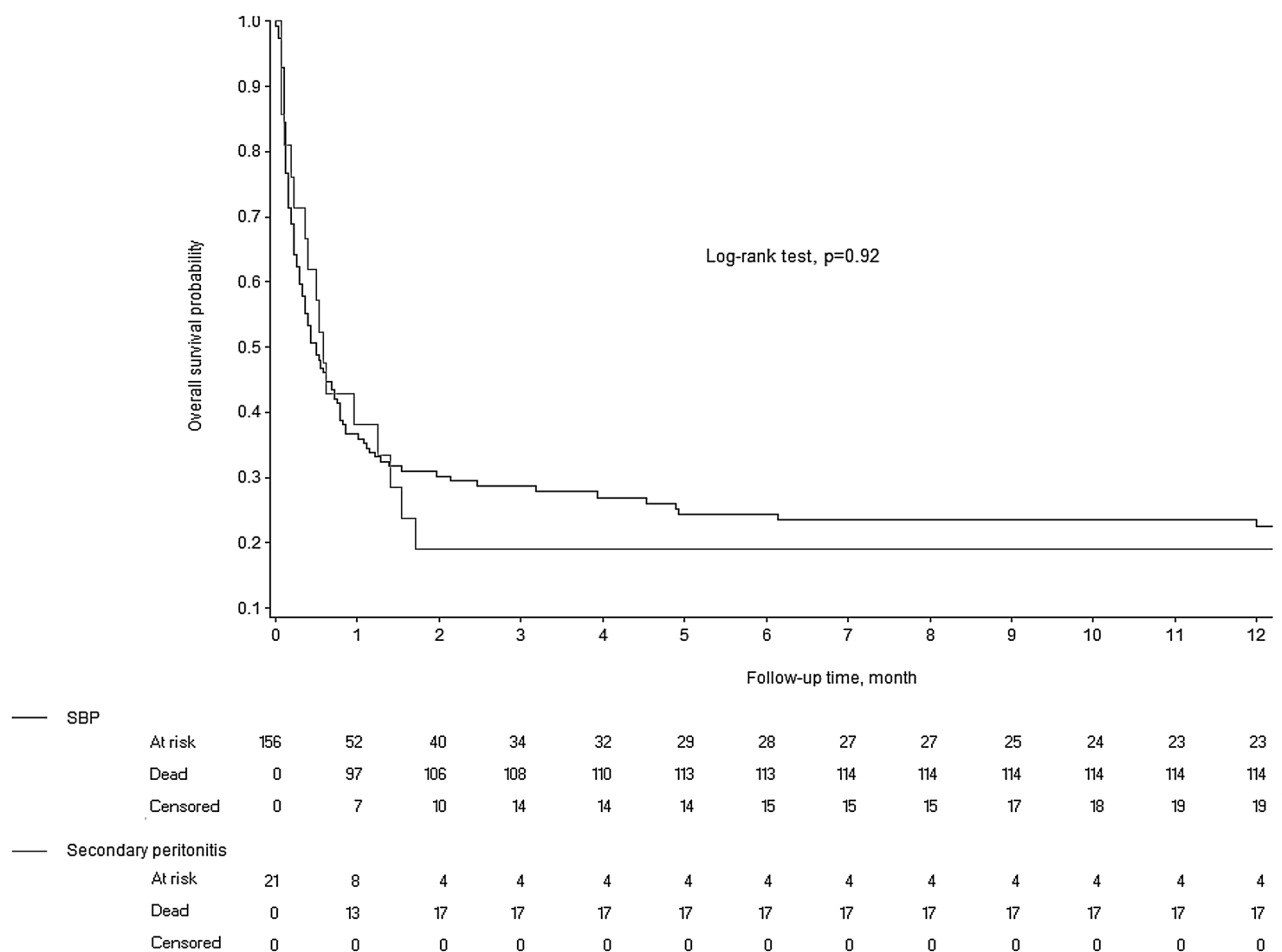 1.0
0.9
0.8
0.7
0.6
0.5
0.4
0.3
0.2
0.1
Overall survival probability
Log-rank test, p=0.92
0 1 2 3 4 5 6 7 8 9 10 11 12
Follow-up time, month
SBP
At risk 156 52 40 34 32 29 28 27 27 25 24 23 23
Dead 0 97 106 108 110 113 113 114 114 114 114 114 114
Censored 0 7 10 14 14 14 15 15 15 17 18 19 19
Secondary peritonitis
At risk 21 8 4 4 4 4 4 4 4 4 4 4 4
Dead 0 13 17 17 17 17 17 17 17 17 17 17 17
Censored 0 0 0 0 0 0 0 0 0 0 0 0 0